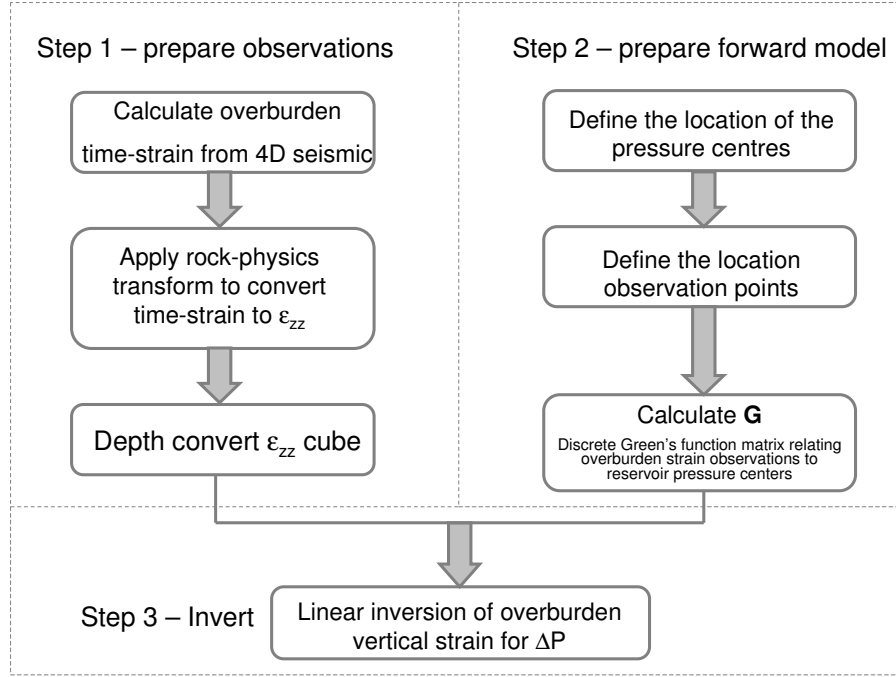 Step 1 – prepare observations
Calculate overburden
time-strain from 4D seismic
Apply rock-physics
transform to convert
time-strain to εzz
Depth convert εzz cube
Step 2 – prepare forward model
Define the location of the
pressure centres
Define the location
observation points
Calculate G
Discrete Green's function matrix relating
overburden strain observations to
reservoir pressure centers
Step 3 – Invert
Linear inversion of overburden
vertical strain for ΔP